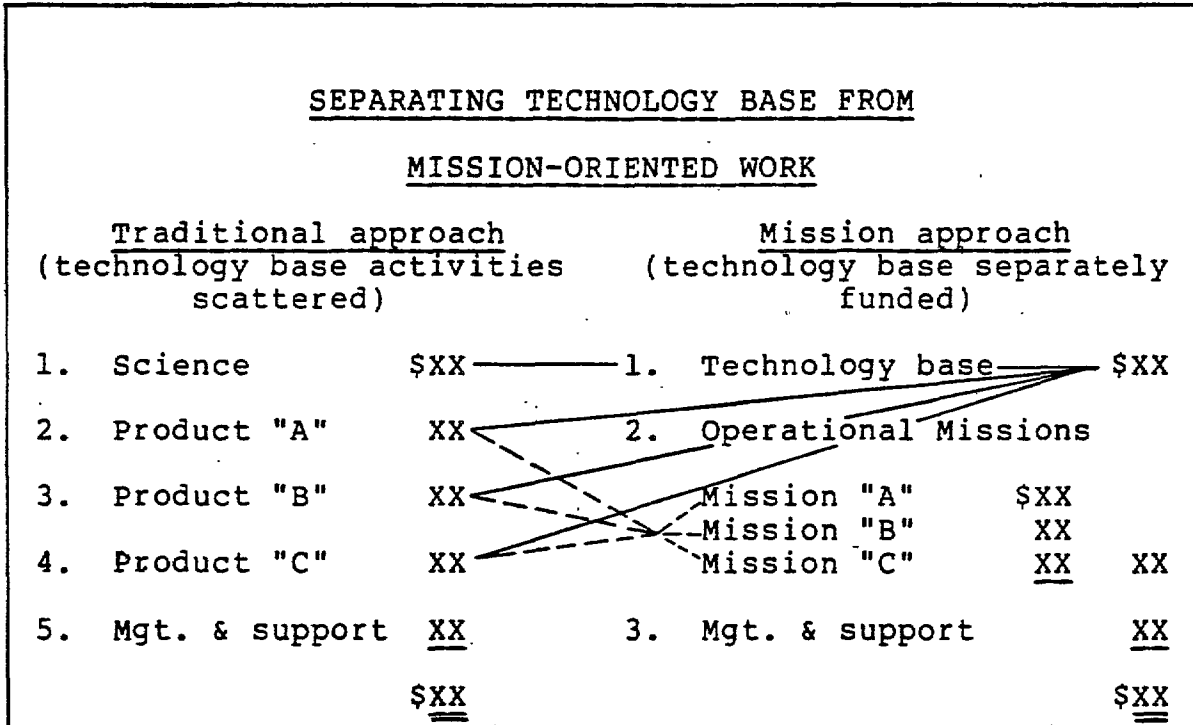 SEPARATING TECHNOLOGY BASE FROM
MISSION-ORIENTED WORK
Traditional approach Mission approach
(technology base activities (technology base separately
scattered) funded)
1. Science $XX 1. Technology base $XX
2. Product "A" XX 2. Operational Missions
3. Product "B" XX Mission "A" $XX
Mission "B" XX
4. Product "C" XX Mission "C" XX XX
5. Mgt. & support XX 3. Mgt. & support XX
$XX $XX